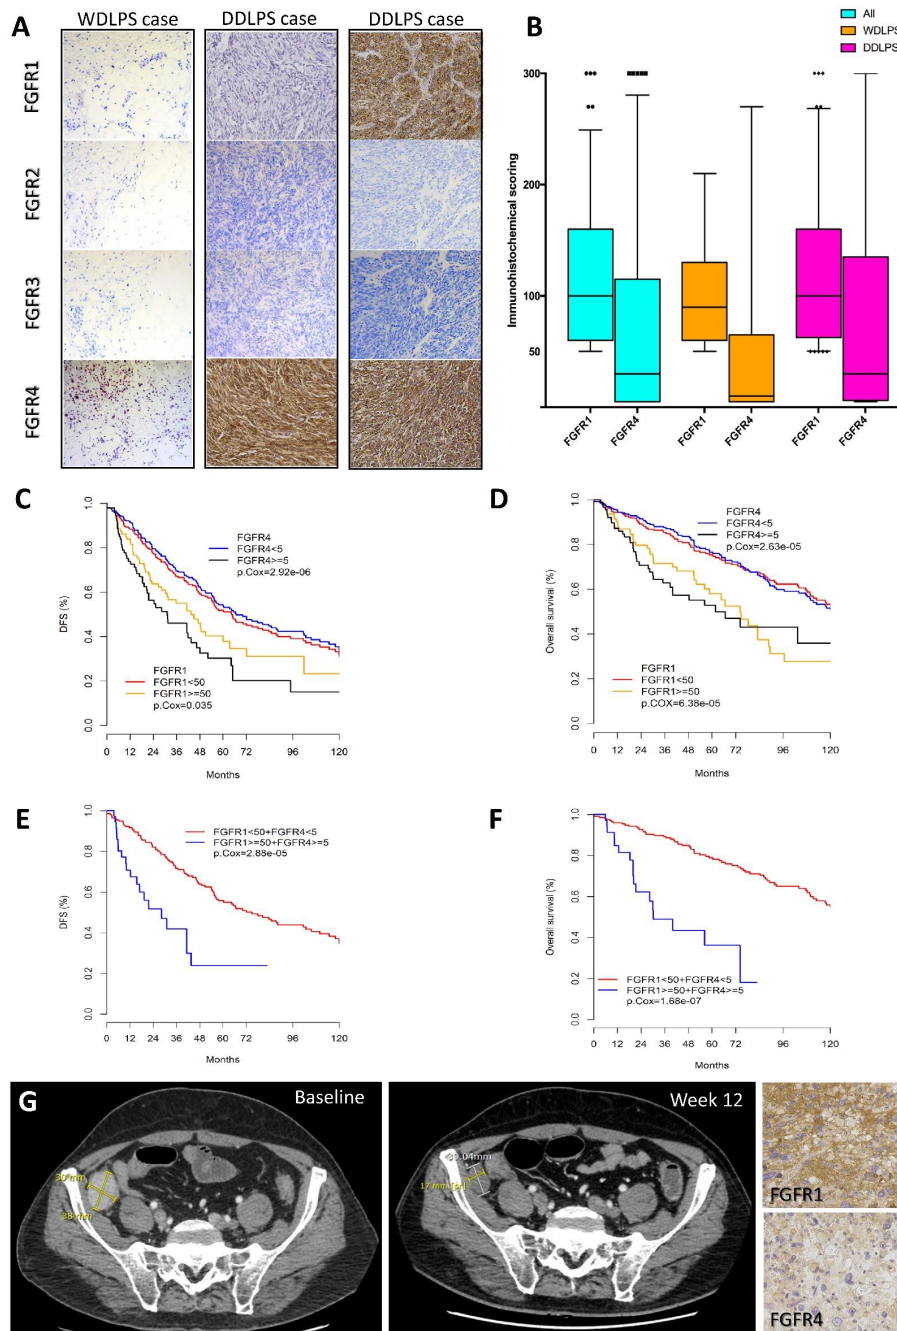 A
WDLPS case
DDLPS case
DDLPS case
FGFR1
FGFR2
FGFR3
FGFR4
B
All
WDLPS
DDLPS
Immunohistochemical scoring
300
200
100
50
FGFR1
FGFR4
FGFR1
FGFR4
FGFR1
FGFR4
C
DFS (%)
1.0
0.8
0.6
0.4
0.2
0.0
FGFR4
FGFR4<5
FGFR4>=5
p.Cox=2.92e-06
FGFR1
FGFR1<50
FGFR1>=50
p.Cox=0.035
0 12 24 36 48 60 72 96 120
Months
D
Overall survival (%)
1.0
0.8
0.6
0.4
0.2
0.0
FGFR4
FGFR4<5
FGFR4>=5
p.Cox=2.63e-05
FGFR1
FGFR1<50
FGFR1>=50
p.COX=6.38e-05
0 12 24 36 48 60 72 96 120
Months
E
DFS (%)
1.0
0.8
0.6
0.4
0.2
0.0
FGFR1<50+FGFR4<5
FGFR1>=50+FGFR4>=5
p.Cox=2.88e-05
0 12 24 36 48 60 72 96 120
Months
F
Overall survival (%)
1.0
0.8
0.6
0.4
0.2
0.0
FGFR1<50+FGFR4<5
FGFR1>=50+FGFR4>=5
p.Cox=1.68e-07
0 12 24 36 48 60 72 96 120
Months
G
Baseline
30 mm
38 mm
Week 12
17 mm
FGFR1
FGFR4